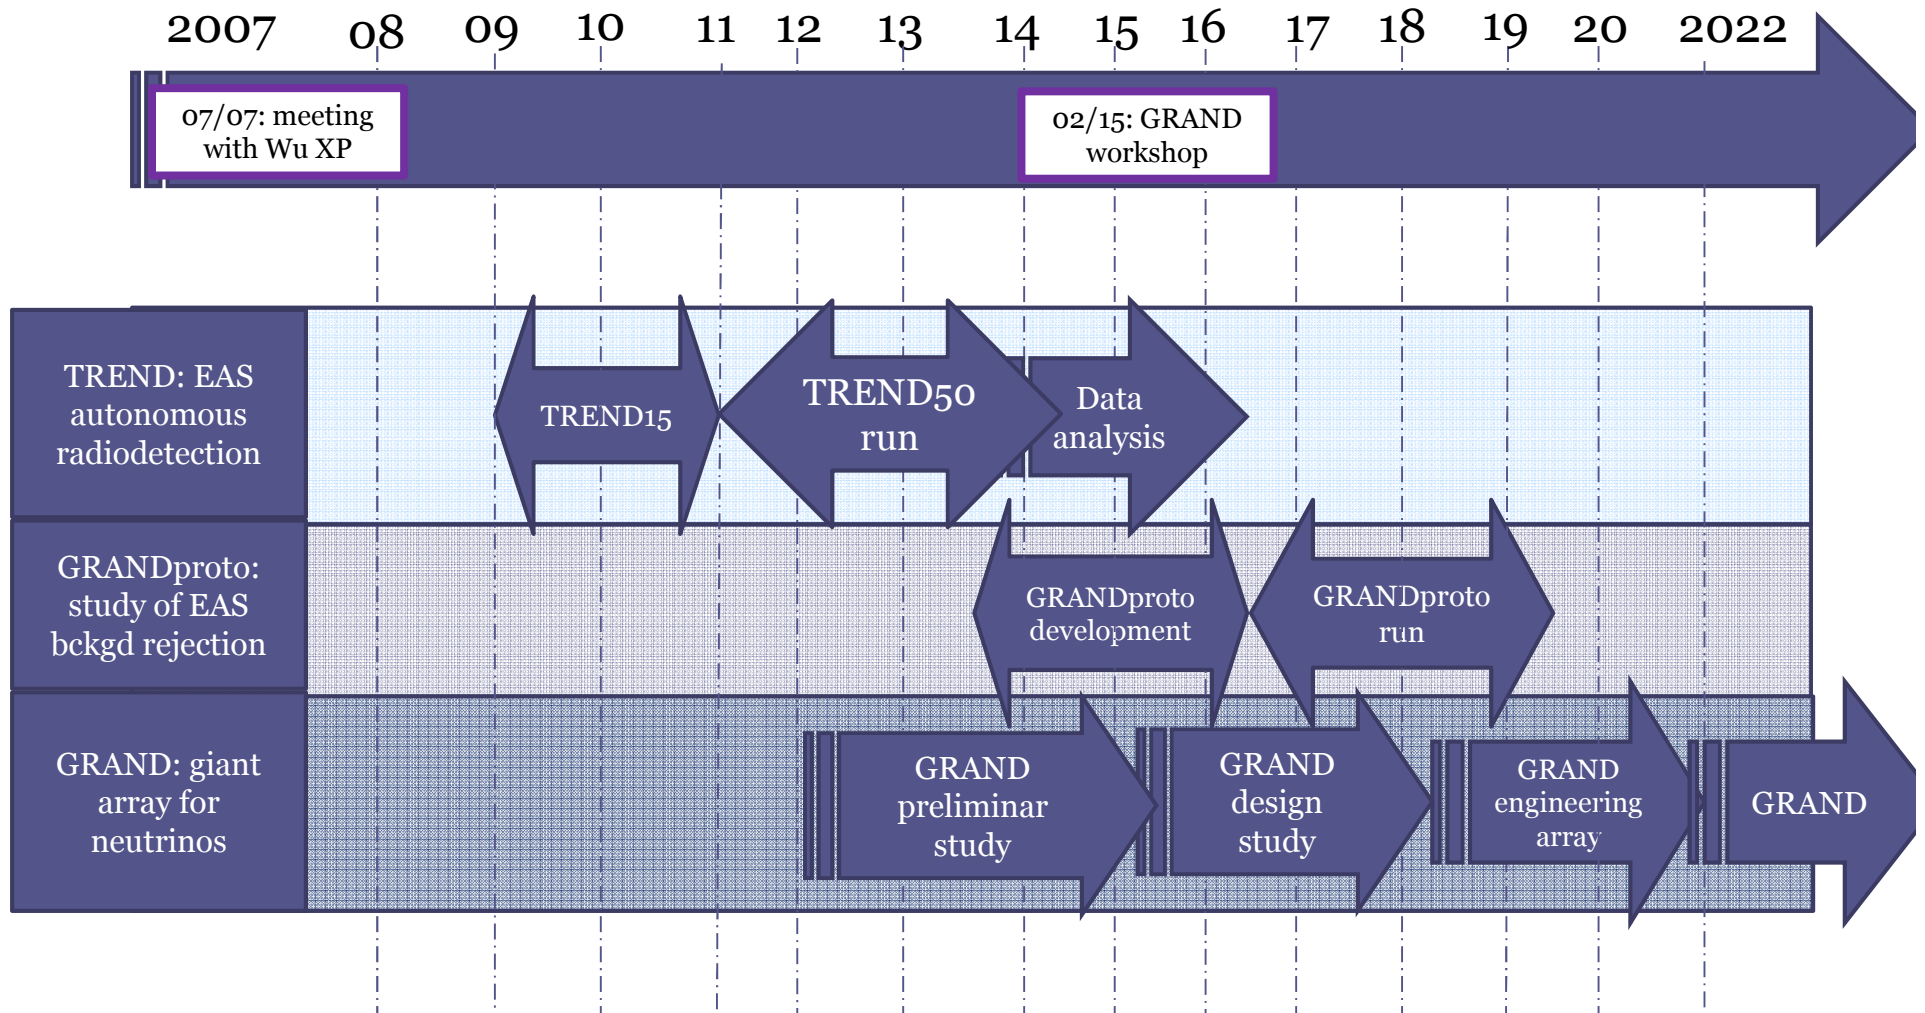 2007 08 09 10 11 12 13 14 15 16 17 18 19 20 2022
07/07: meeting
with Wu XP
02/15: GRAND
workshop
TREND: EAS
autonomous
radiodetection
TREND15
TREND50
run
Data
analysis
GRANDproto:
study of EAS
bckgd rejection
GRANDproto
development
GRANDproto
run
GRAND: giant
array for
neutrinos
GRAND
preliminar
study
GRAND
design
study
GRAND
engineering
array
GRAND